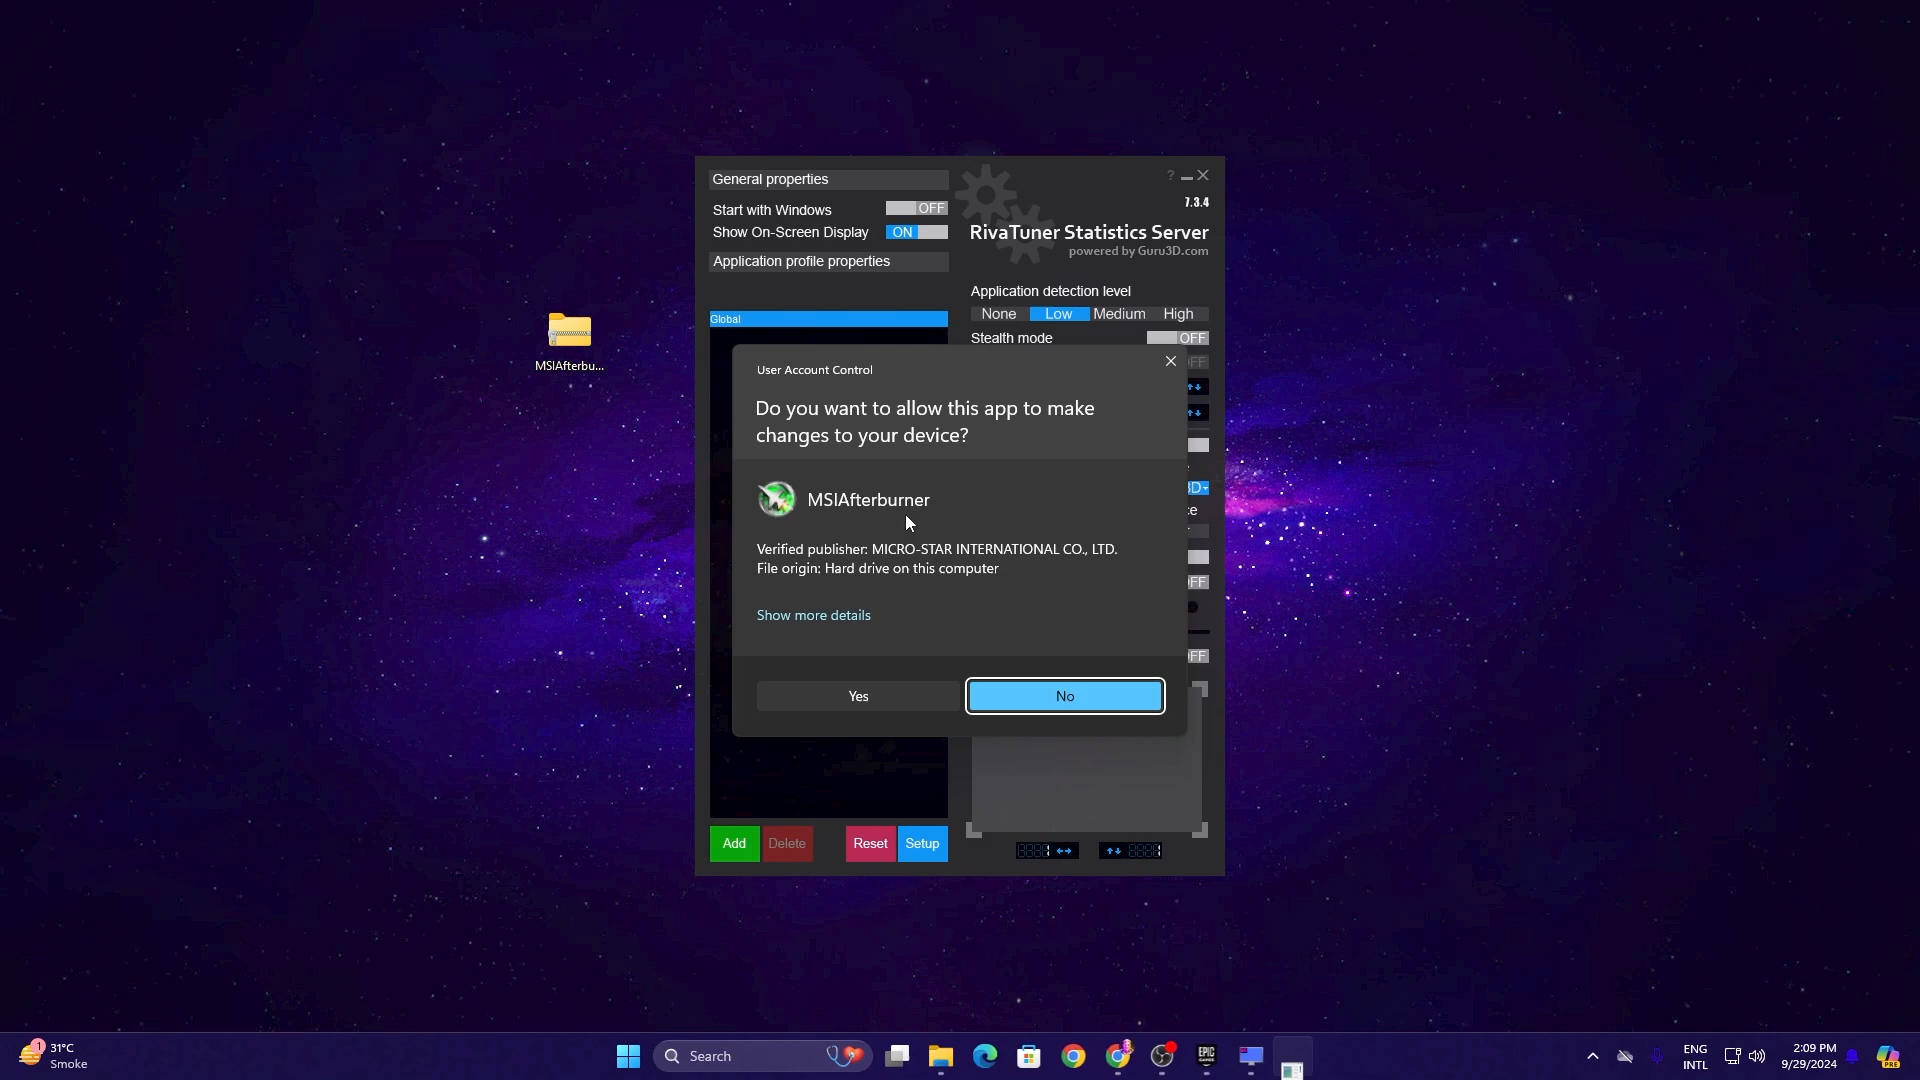 General properties
?
Start with Windows OFF
7.3.4
Show On-Screen Display ON
RivaTuner Statistics Server
powered by Guru3D.com
Application profile properties
Application detection level
None Low Medium High
Global
Stealth mode OFF
MSIAfterbu...
User Account Control
Do you want to allow this app to make
changes to your device?
MSIAfterburner
Verified publisher: MICRO-STAR INTERNATIONAL CO., LTD.
File origin: Hard drive on this computer
Show more details
Yes No
Add Delete Reset Setup
1
31°C
Smoke
Search
EPIC
GAMES
ENG
INTL
2:09 PM
9/29/2024
PRE